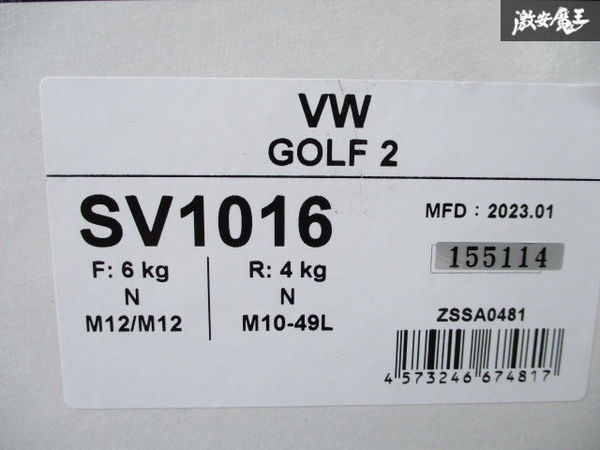 激安魔王
VW
GOLF 2
SV1016
MFD：2023.01
155114
F: 6 kg
N
M12/M12
R: 4 kg
N
M10-49L
ZSSA0481
4 573246 674817